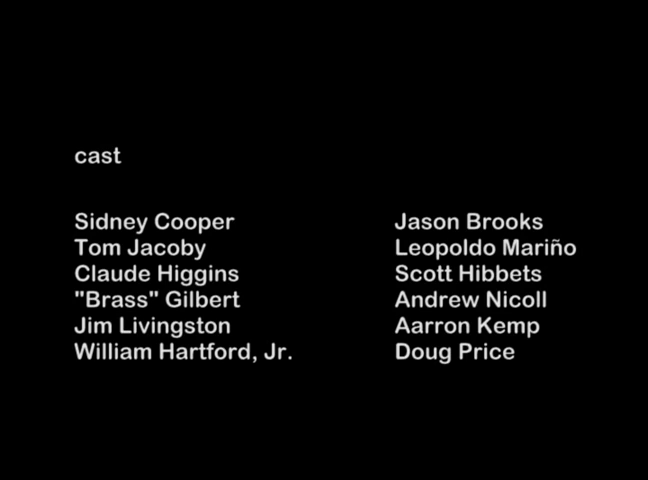 cast
Sidney Cooper Jason Brooks
Tom Jacoby Leopoldo Mariño
Claude Higgins Scott Hibbets
"Brass" Gilbert Andrew Nicoll
Jim Livingston Aarron Kemp
William Hartford, Jr. Doug Price